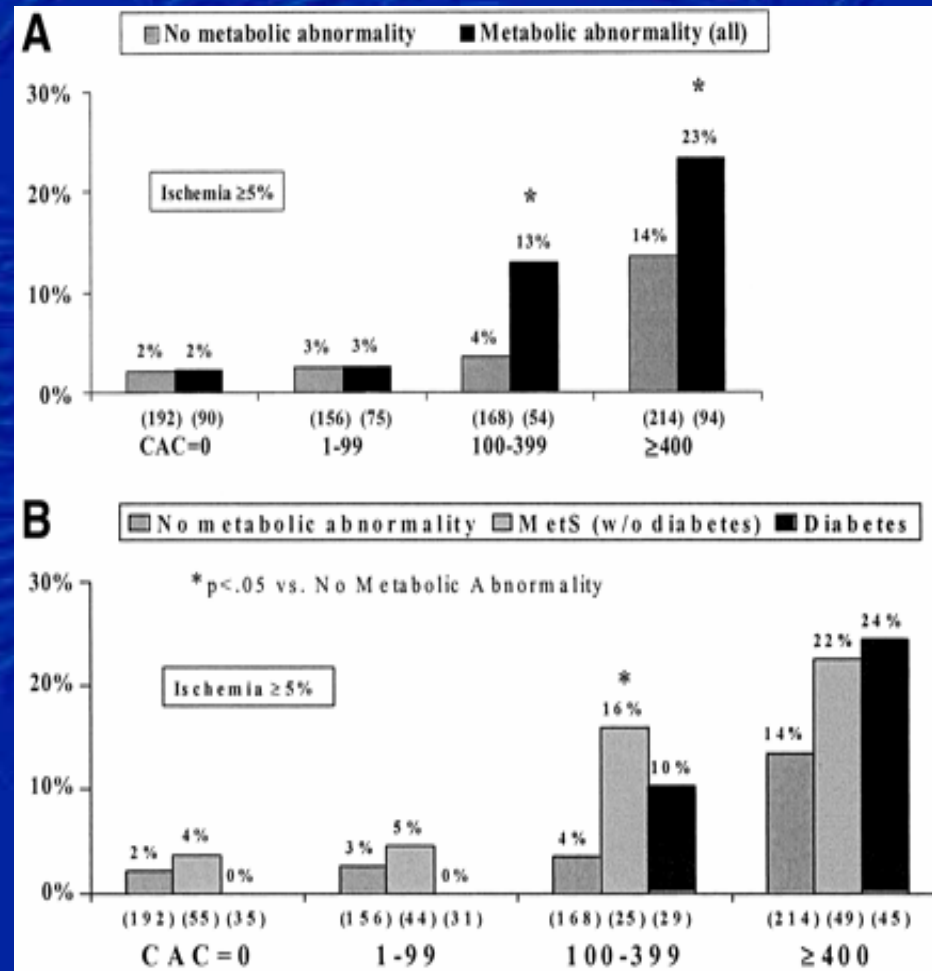 A
No metabolic abnormality Metabolic abnormality (all)
30%
20%
10%
0%
Ischemia ≥5%
2% 2%
3% 3%
4% 13% *
14% 23% *
(192) (90) (156) (75) (168) (54) (214) (94)
CAC=0 1-99 100-399 ≥400
B
No metabolic abnormality MetS (w/o diabetes) Diabetes
*p<.05 vs. No Metabolic Abnormality
30%
20%
10%
0%
Ischemia ≥ 5%
2% 4% 0%
3% 5% 0%
4% 16% * 10%
14% 22% 24%
(192) (55) (35) (156) (44) (31) (168) (25) (29) (214) (49) (45)
CAC=0 1-99 100-399 ≥400